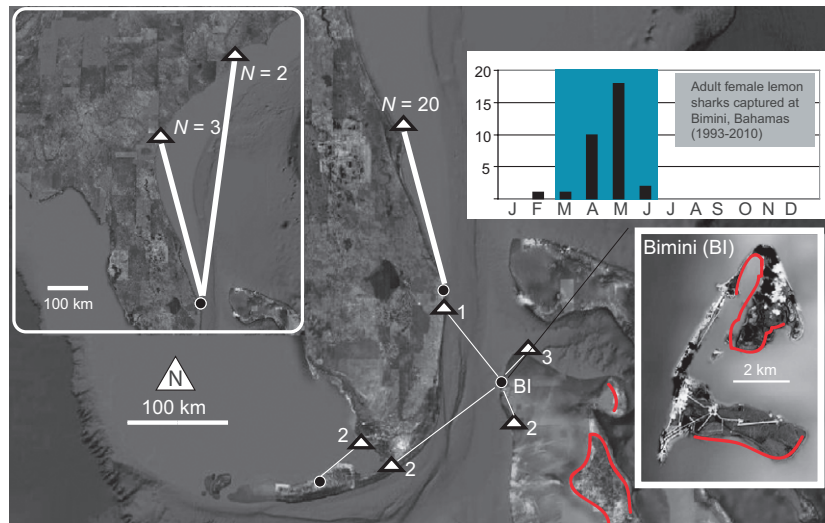 N = 2
N = 3
100 km
N = 20
20
15
10
5
J F M A M J J A S O N D
Adult female lemon
sharks captured at
Bimini, Bahamas
(1993-2010)
Bimini (BI)
2 km
1
3
BI
2
2
2
N
100 km